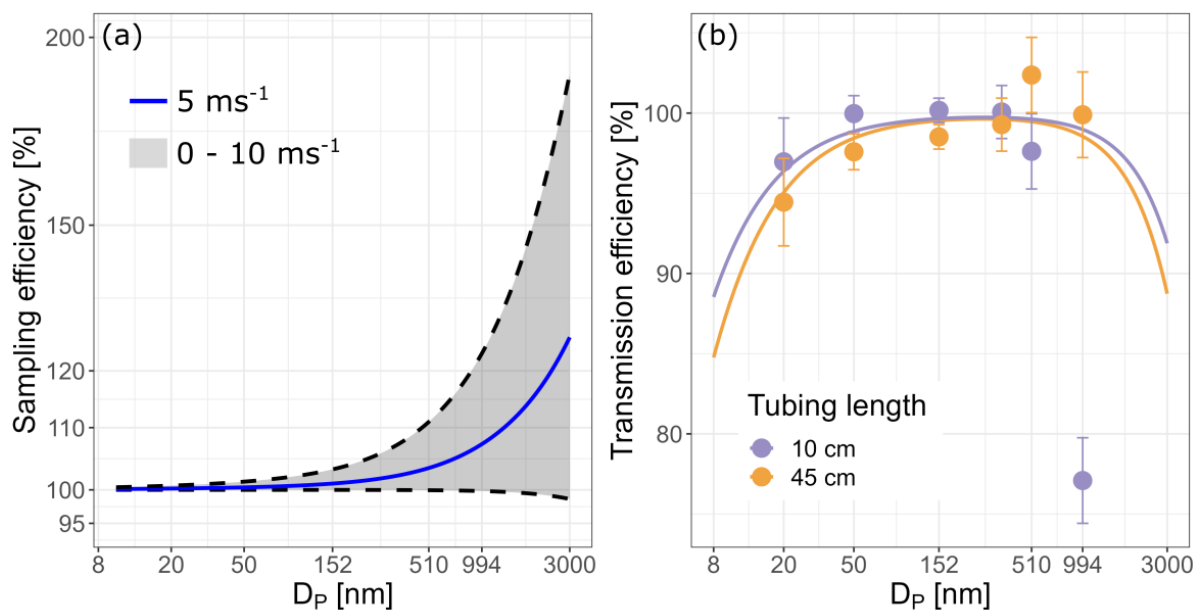 (a)
5 ms-1
0 - 10 ms-1
Sampling efficiency [%]
200
150
120
110
100
95
8 20 50 152 510 994 3000
DP [nm]
(b)
Transmission efficiency [%]
100
90
80
Tubing length
10 cm
45 cm
8 20 50 152 510 994 3000
DP [nm]